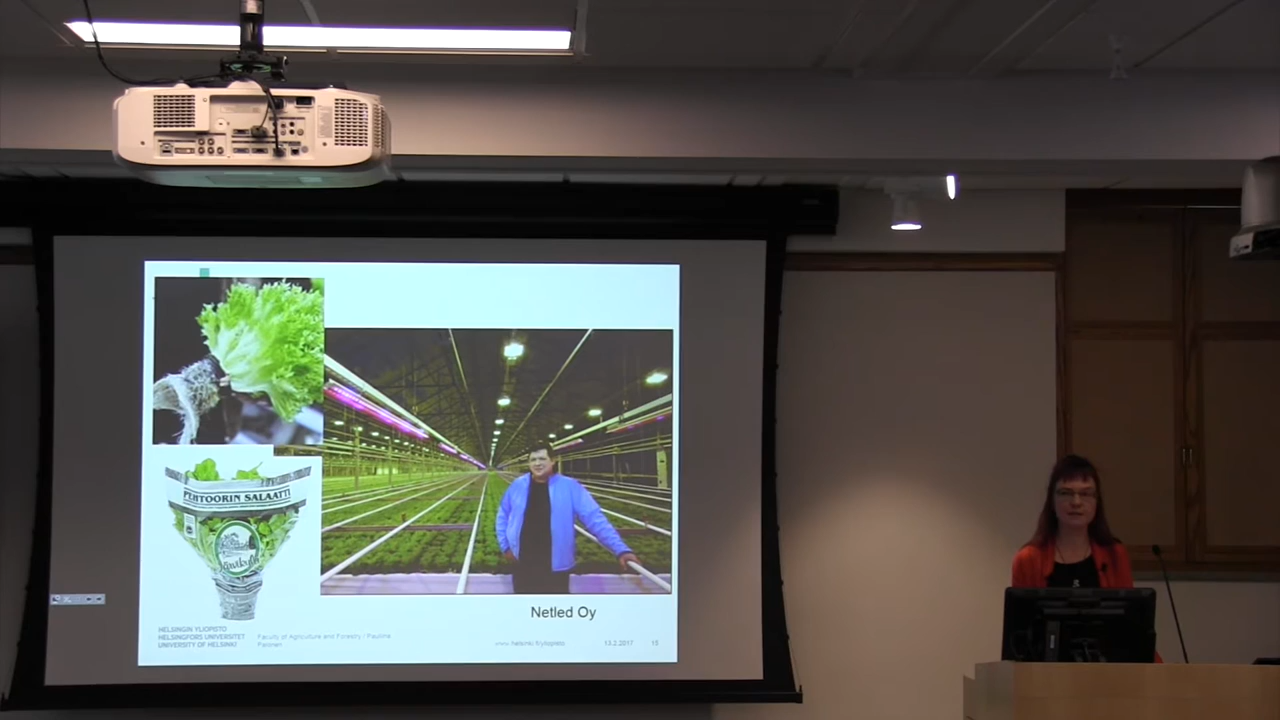 PEHTOORIN SALAATTI
Netled Oy
HELSINGIN YLIOPISTO
HELSINGFORS UNIVERSITET
UNIVERSITY OF HELSINKI
Faculty of Agriculture and Forestry / Pauliina
Palonen
www.helsinki.fi/yliopisto
13.2.2017
15